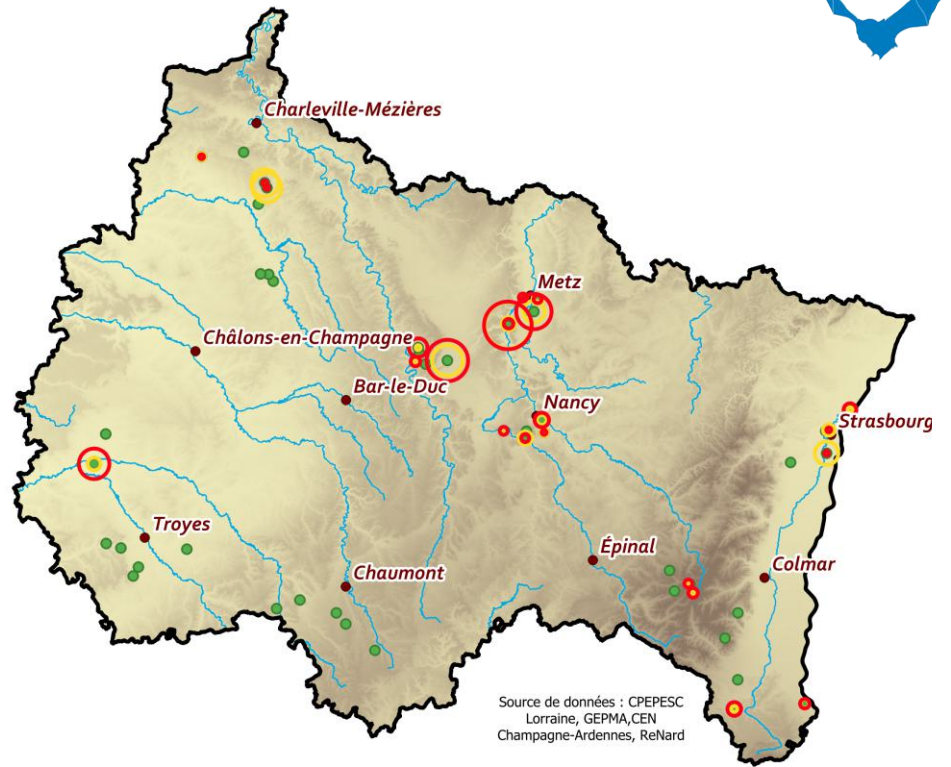 Charleville-Mézières
Metz
Châlons-en-Champagne
Bar-le-Duc
Nancy
Strasbourg
Troyes
Épinal
Chaumont
Colmar
Source de données : CPEPESC
Lorraine, GEPMA,CEN
Champagne-Ardennes, ReNard